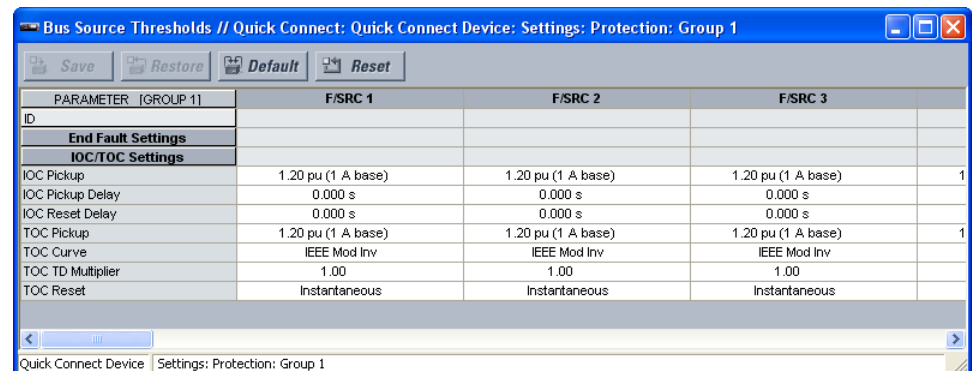 Bus Source Thresholds // Quick Connect: Quick Connect Device: Settings: Protection: Group 1
Save Restore Default Reset
PARAMETER [GROUP 1] F/SRC 1 F/SRC 2 F/SRC 3
ID
End Fault Settings
IOC/TOC Settings
IOC Pickup 1.20 pu (1 A base) 1.20 pu (1 A base) 1.20 pu (1 A base) 1
IOC Pickup Delay 0.000 s 0.000 s 0.000 s
IOC Reset Delay 0.000 s 0.000 s 0.000 s
TOC Pickup 1.20 pu (1 A base) 1.20 pu (1 A base) 1.20 pu (1 A base) 1
TOC Curve IEEE Mod Inv IEEE Mod Inv IEEE Mod Inv
TOC TD Multiplier 1.00 1.00 1.00
TOC Reset Instantaneous Instantaneous Instantaneous
Quick Connect Device Settings: Protection: Group 1